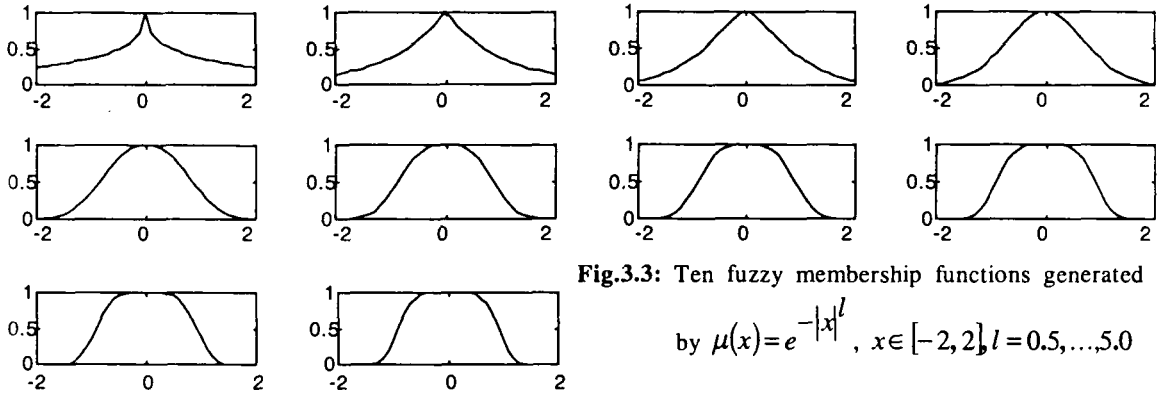 1 1 1 1
0.5 0.5 0.5 0.5
0 0 0 0
-2 0 2 -2 0 2 -2 0 2 -2 0 2
1 1 1 1
0.5 0.5 0.5 0.5
0 0 0 0
-2 0 2 -2 0 2 -2 0 2 -2 0 2
1 1
0.5 0.5
0 0
-2 0 2 -2 0 2
Fig.3.3: Ten fuzzy membership functions generated
by μ(x)=e^{-|x|^l}, x∈[-2,2], l=0.5,...,5.0